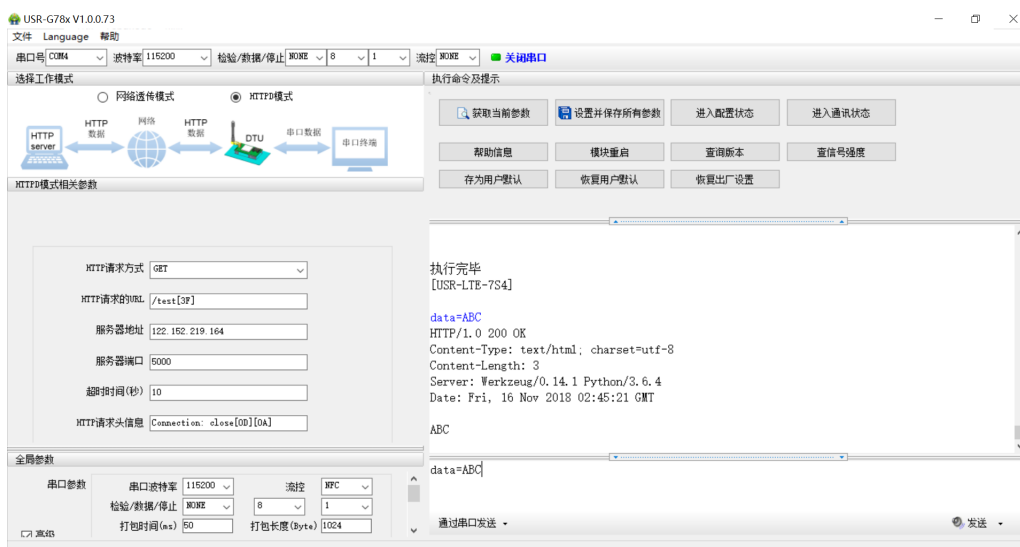 USR-G78x V1.0.0.73
文件 Language 帮助
串口号 COM4 波特率 115200 检验/数据/停止 NONE 8 1 流控 NONE 关闭串口
选择工作模式
网络透传模式 HTTPD模式
HTTP server
HTTP 数据
网络
HTTP 数据
DTU
串口数据
串口终端
HTTPD模式相关参数
HTTP请求方式 GET
HTTP请求的URL /test[3F]
服务器地址 122.152.219.164
服务器端口 5000
超时时间(秒) 10
HTTP请求头信息 Connection: close[0D][0A]
全局参数
串口参数 串口波特率 115200 流控 NFC
检验/数据/停止 NONE 8 1
打包时间(ms) 50 打包长度(Byte) 1024
高级
执行命令及提示
获取当前参数 设置并保存所有参数 进入配置状态 进入通讯状态
帮助信息 模块重启 查询版本 查信号强度
存为用户默认 恢复用户默认 恢复出厂设置
执行完毕
[USR-LTE-7S4]
data=ABC
HTTP/1.0 200 OK
Content-Type: text/html; charset=utf-8
Content-Length: 3
Server: Werkzeug/0.14.1 Python/3.6.4
Date: Fri, 16 Nov 2018 02:45:21 GMT
ABC
data=ABC
通过串口发送 发送